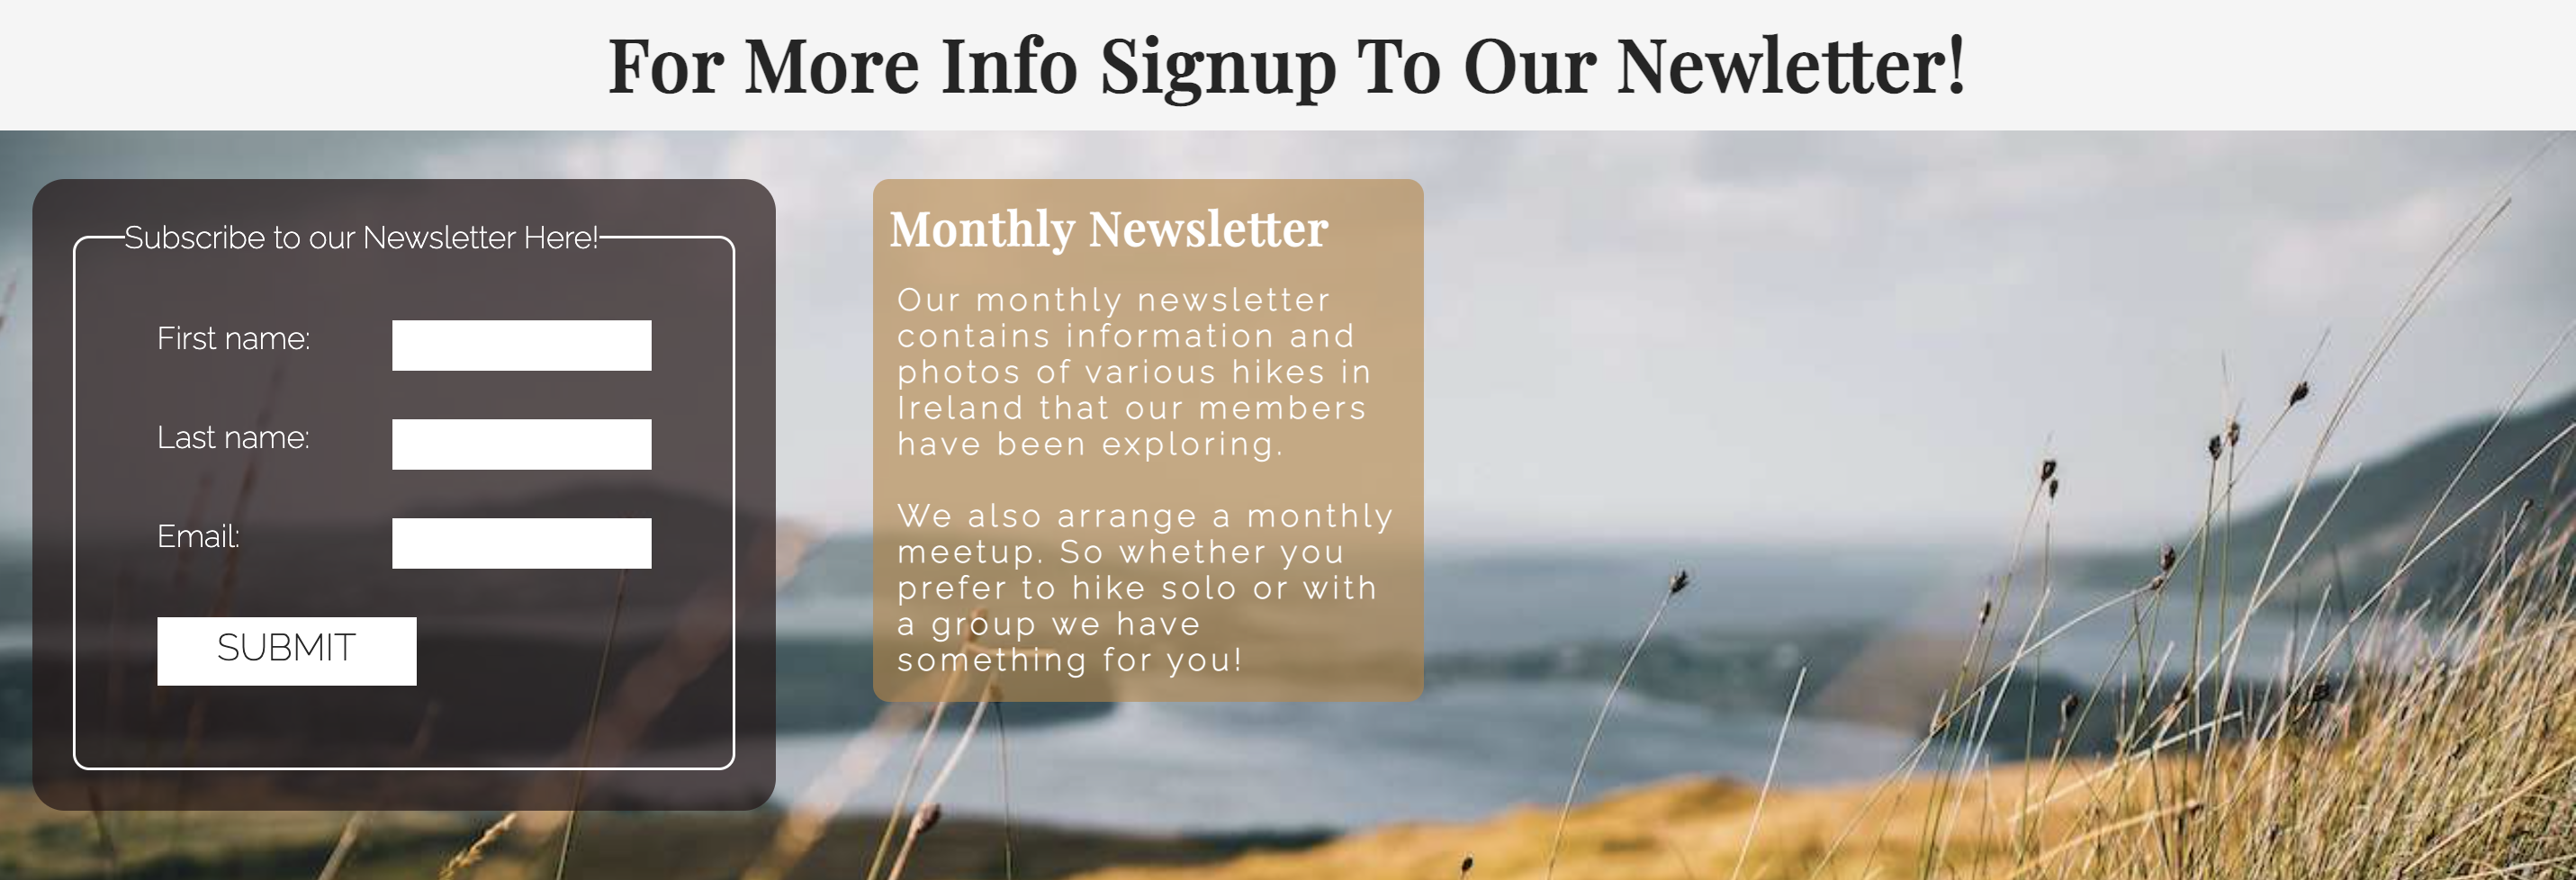 For More Info Signup To Our Newletter!
Subscribe to our Newsletter Here!
First name:
Last name:
Email:
SUBMIT
Monthly Newsletter
Our monthly newsletter
contains information and
photos of various hikes in
Ireland that our members
have been exploring.
We also arrange a monthly
meetup. So whether you
prefer to hike solo or with
a group we have
something for you!